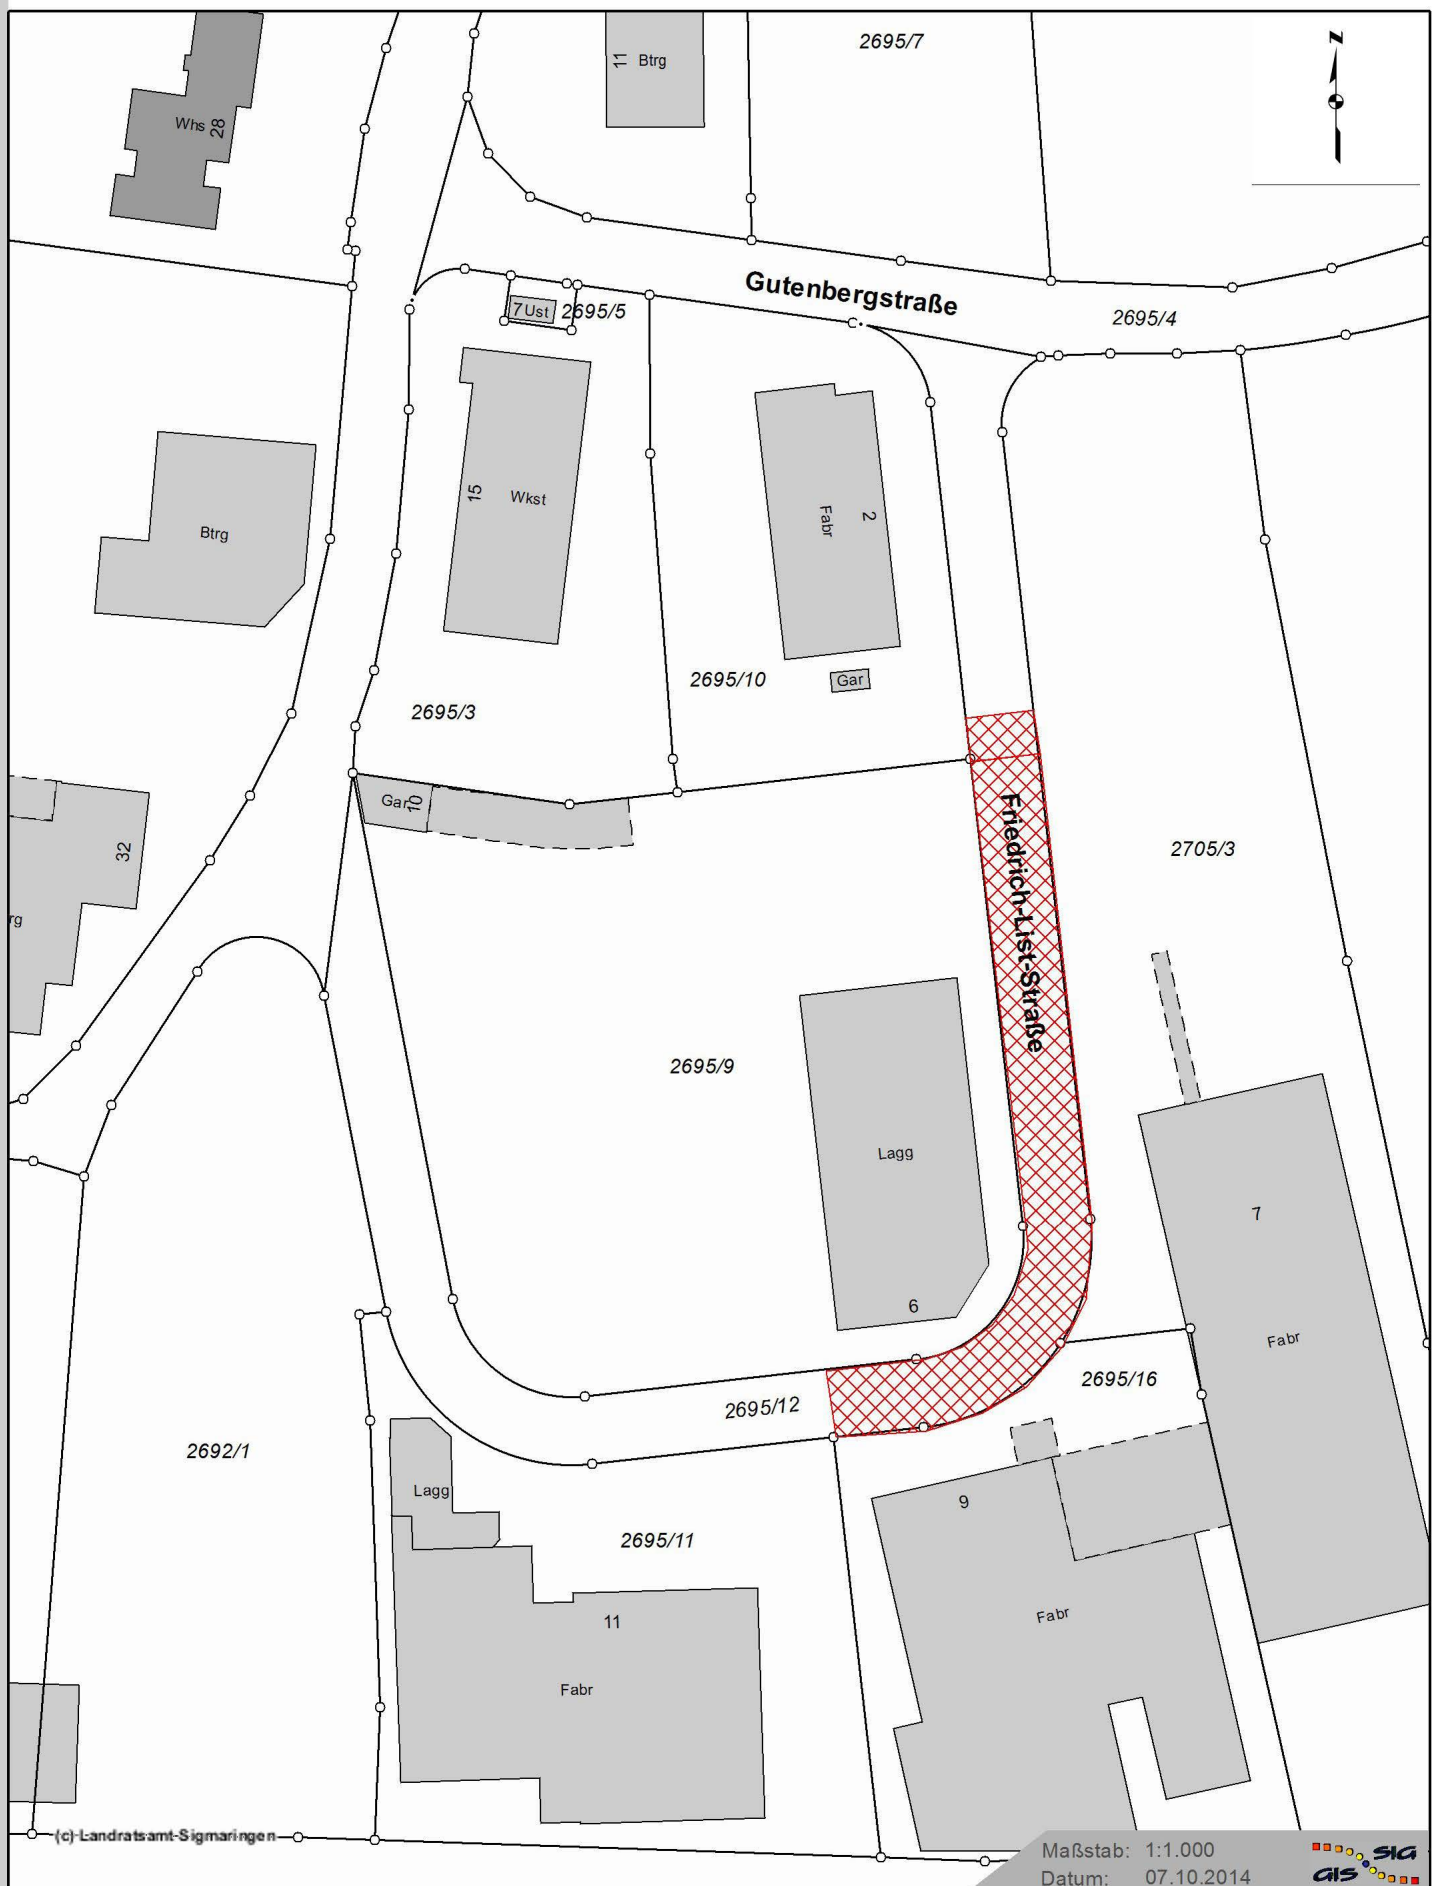 2695/7
11
Btrg
N
Whs
28
Gutenbergstraße
7 Ust
2695/5
2695/4
15
Wkst
Fabr
2
Btrg
2695/10
Gar
2695/3
Gar
10
32
rg
Friedrich-List-Straße
2705/3
2695/9
Lagg
7
6
Fabr
2695/12
2695/16
2692/1
Lagg
9
2695/11
11
Fabr
Fabr
(c) Landratsamt Sigmaringen
Maßstab: 1:1.000
Datum: 07.10.2014
SIG
GIS